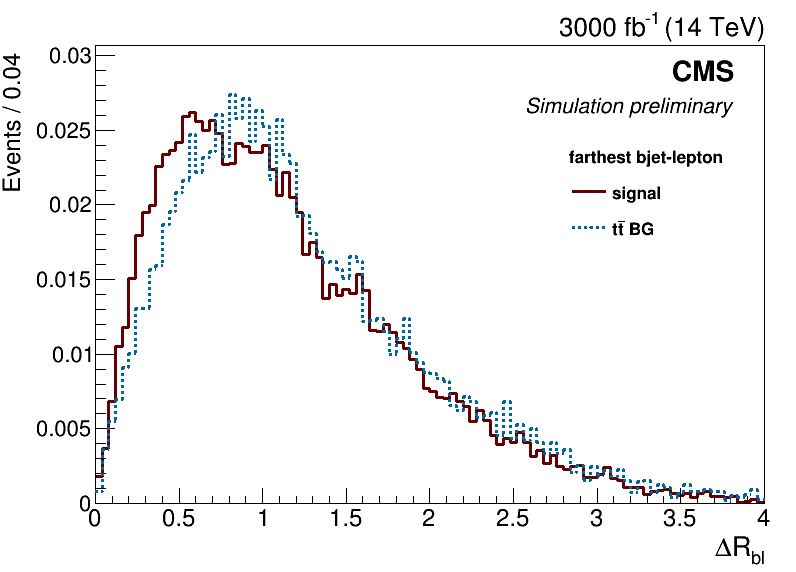 3000 fb⁻¹ (14 TeV)
Events / 0.04
CMS
Simulation preliminary
farthest bjet-lepton
signal
tt̄ BG
0.03
0.025
0.02
0.015
0.01
0.005
0
0 0.5 1 1.5 2 2.5 3 3.5 4
ΔR_bl